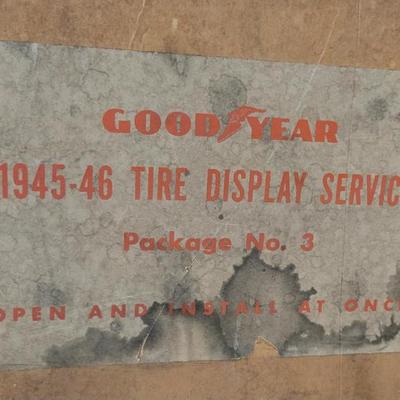 GOODYEAR
1945-46 TIRE DISPLAY SERVIC
Package No. 3
OPEN AND INSTALL AT ONC